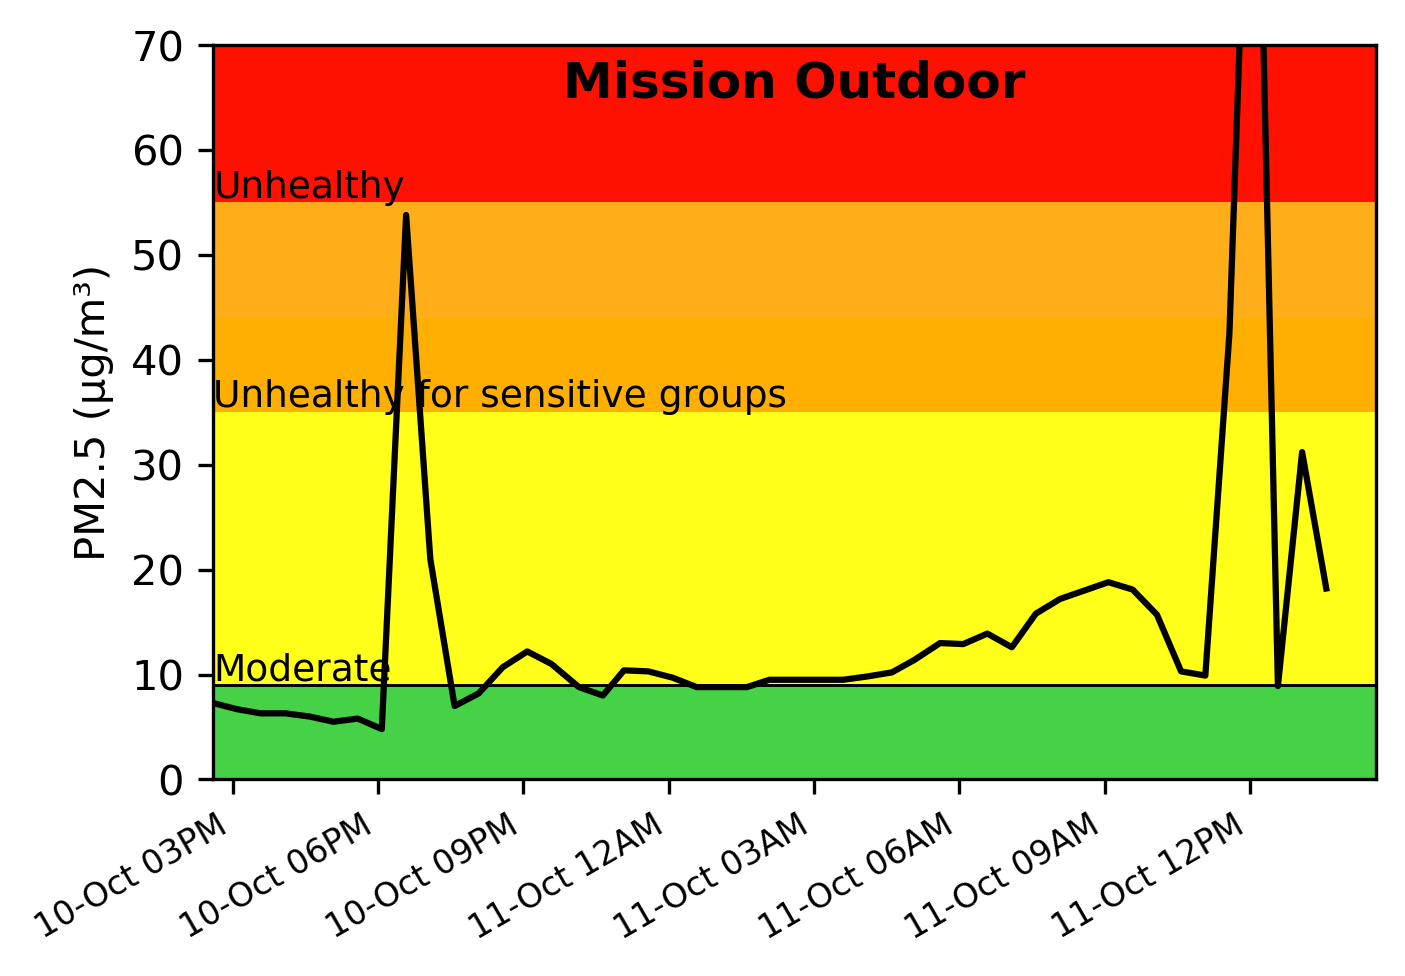 Mission Outdoor
PM2.5 (µg/m³)
70
60
50
40
30
20
10
0
Unhealthy
Unhealthy for sensitive groups
Moderate
10-Oct 03PM
10-Oct 06PM
10-Oct 09PM
11-Oct 12AM
11-Oct 03AM
11-Oct 06AM
11-Oct 09AM
11-Oct 12PM